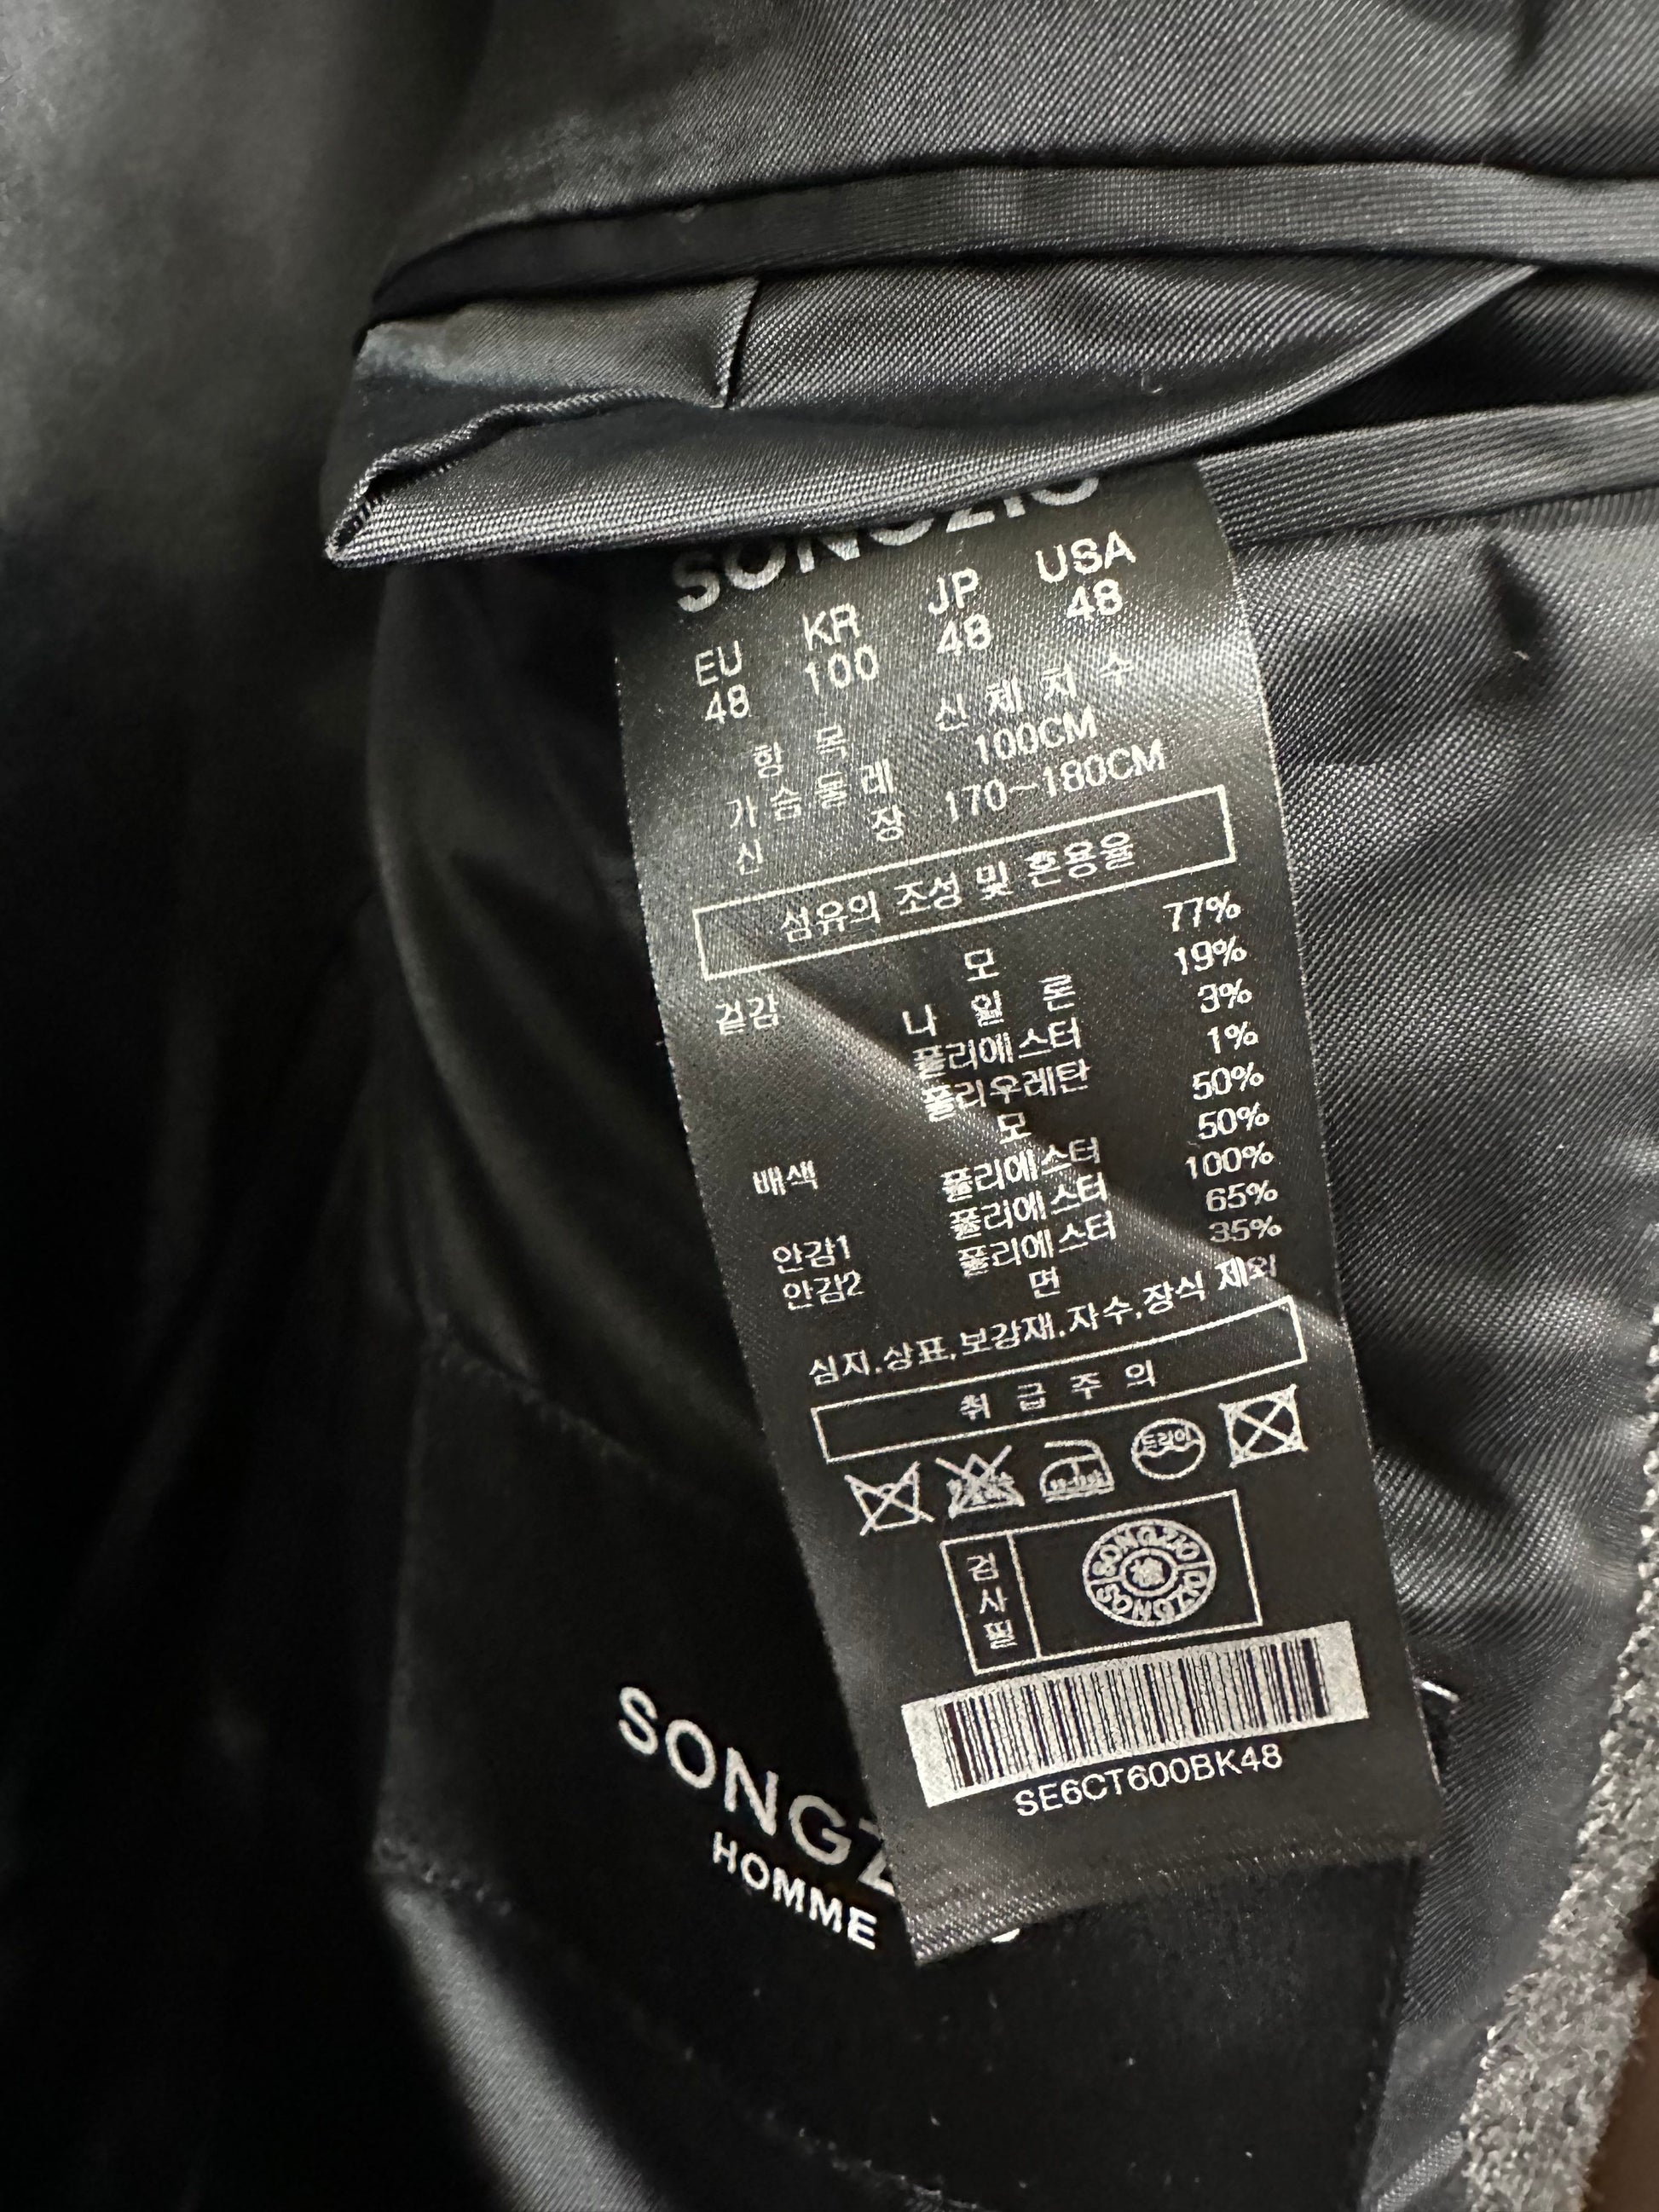 SONGZIO
EU KR JP USA
48 100 48 48
항목 신체치수
가슴둘레 100CM
신장 170~180CM
섬유의 조성 및 혼용율
겉감 모 77%
나일론 19%
폴리에스터 3%
폴리우레탄 1%
배색 모 50%
폴리에스터 50%
안감1 폴리에스터 100%
안감2 폴리에스터 65%
면 35%
심지,상표,보강재,자수,장식 제외
취급주의
드라이
검사필
SONGZIO SONGZIO
SE6CT600BK48
SONGZ
HOMME